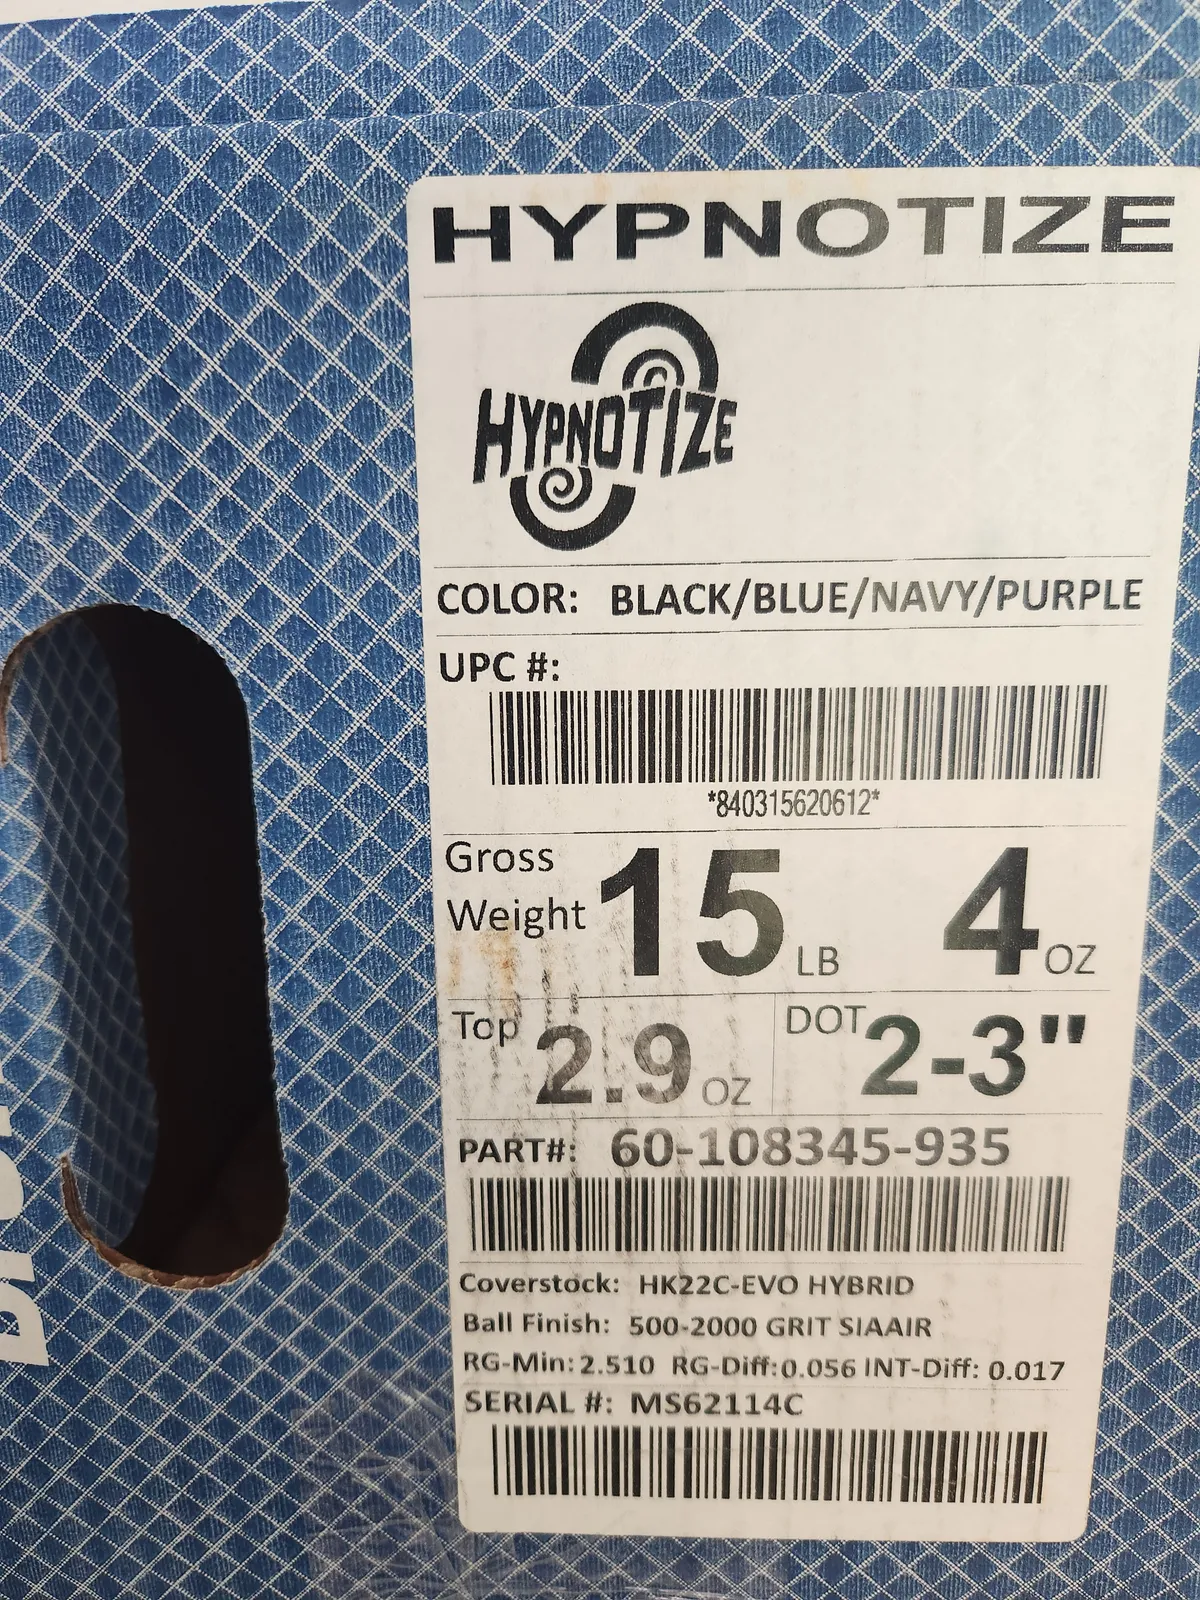 HYPNOTIZE
HYPNOTIZE
COLOR: BLACK/BLUE/NAVY/PURPLE
UPC #:
*840315620612*
Gross Weight 15 LB 4 OZ
Top 2.9 OZ DOT 2-3"
PART#: 60-108345-935
Coverstock: HK22C-EVO HYBRID
Ball Finish: 500-2000 GRIT SIAAIR
RG-Min: 2.510 RG-Diff: 0.056 INT-Diff: 0.017
SERIAL #: MS62114C